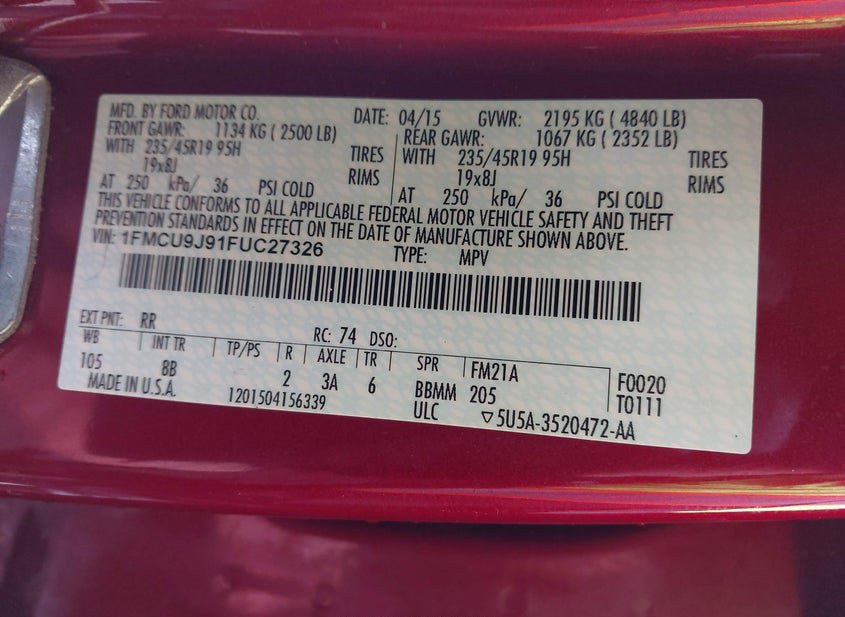 MFD. BY FORD MOTOR CO. DATE: 04/15 GVWR: 2195 KG ( 4840 LB)
FRONT GAWR: 1134 KG ( 2500 LB) REAR GAWR: 1067 KG ( 2352 LB)
WITH 235/45R19 95H TIRES WITH 235/45R19 95H TIRES
19x8J RIMS 19x8J RIMS
AT 250 kPa/ 36 PSI COLD AT 250 kPa/ 36 PSI COLD
THIS VEHICLE CONFORMS TO ALL APPLICABLE FEDERAL MOTOR VEHICLE SAFETY AND THEFT
PREVENTION STANDARDS IN EFFECT ON THE DATE OF MANUFACTURE SHOWN ABOVE.
VIN: 1FMCU9J91FUC27326 TYPE: MPV
EXT PNT: RR RC: 74 DSO:
WB INT TR TP/PS R AXLE TR SPR FM21A F0020
105 8B 2 3A 6 BBMM 205 T0111
MADE IN U.S.A. 1201504156339 ULC ▽5U5A-3520472-AA